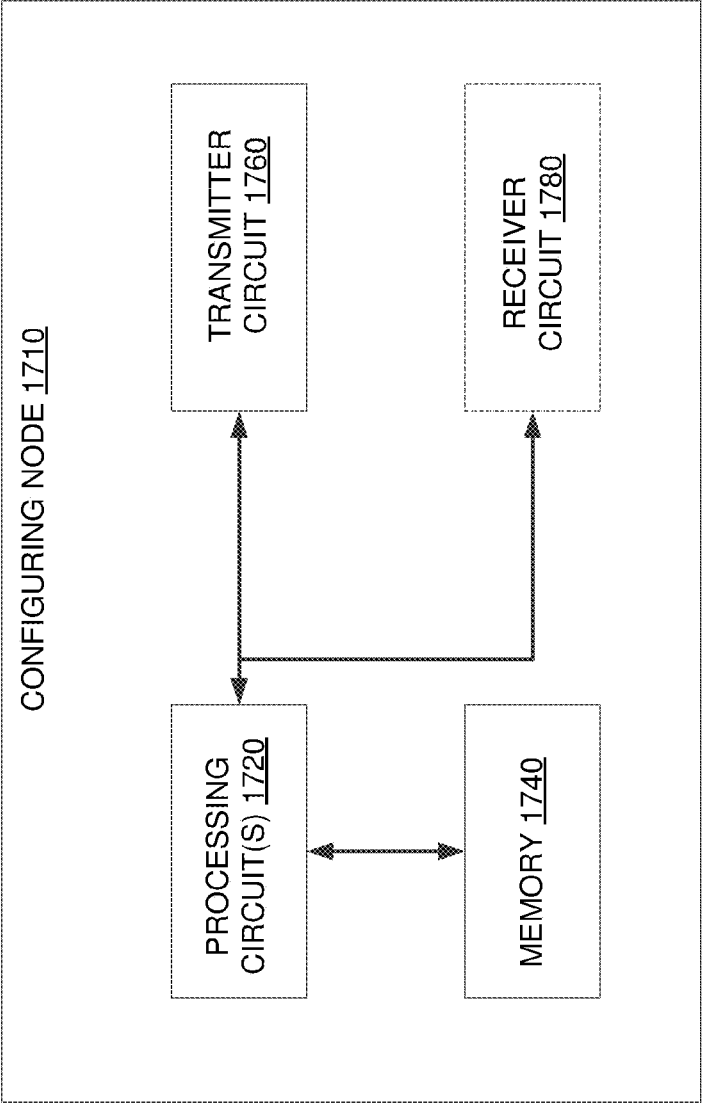 CONFIGURING NODE 1710
PROCESSING
CIRCUIT(S) 1720
TRANSMITTER
CIRCUIT 1760
MEMORY 1740
RECEIVER
CIRCUIT 1780